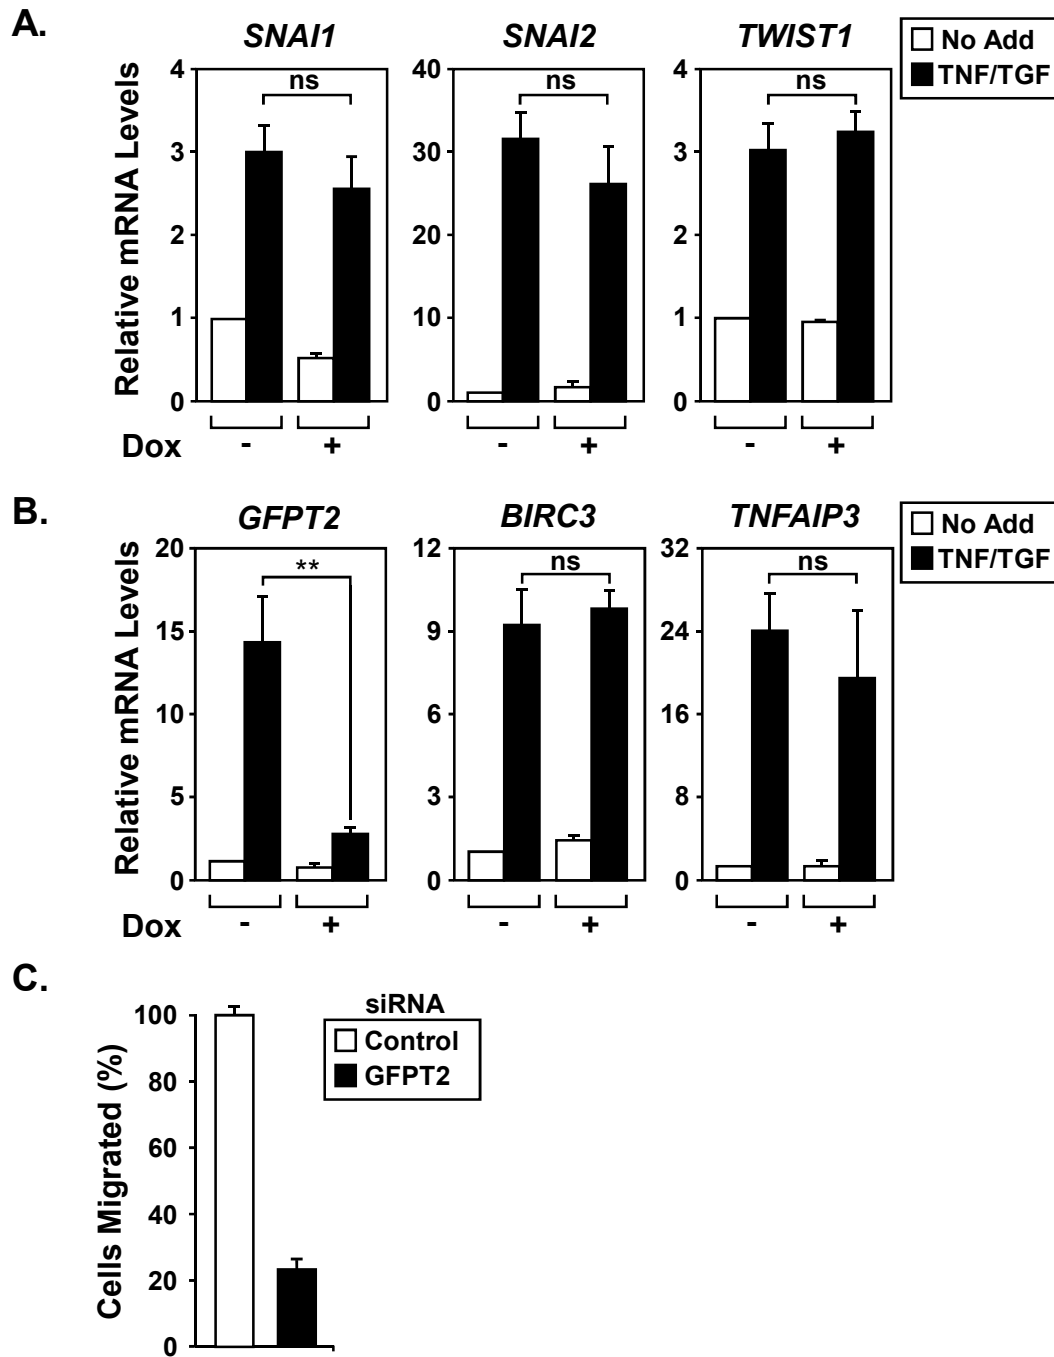 A.
SNAI1 SNAI2 TWIST1
No Add
TNF/TGF
Relative mRNA Levels
4
3
2
1
0
ns
40
30
20
10
0
ns
4
3
2
1
0
ns
Dox - + - + - +
B.
GFPT2 BIRC3 TNFAIP3
No Add
TNF/TGF
Relative mRNA Levels
20
15
10
5
0
**
12
9
6
3
0
ns
32
24
16
8
0
ns
Dox - + - + - +
C.
siRNA
Control
GFPT2
Cells Migrated (%)
100
80
60
40
20
0